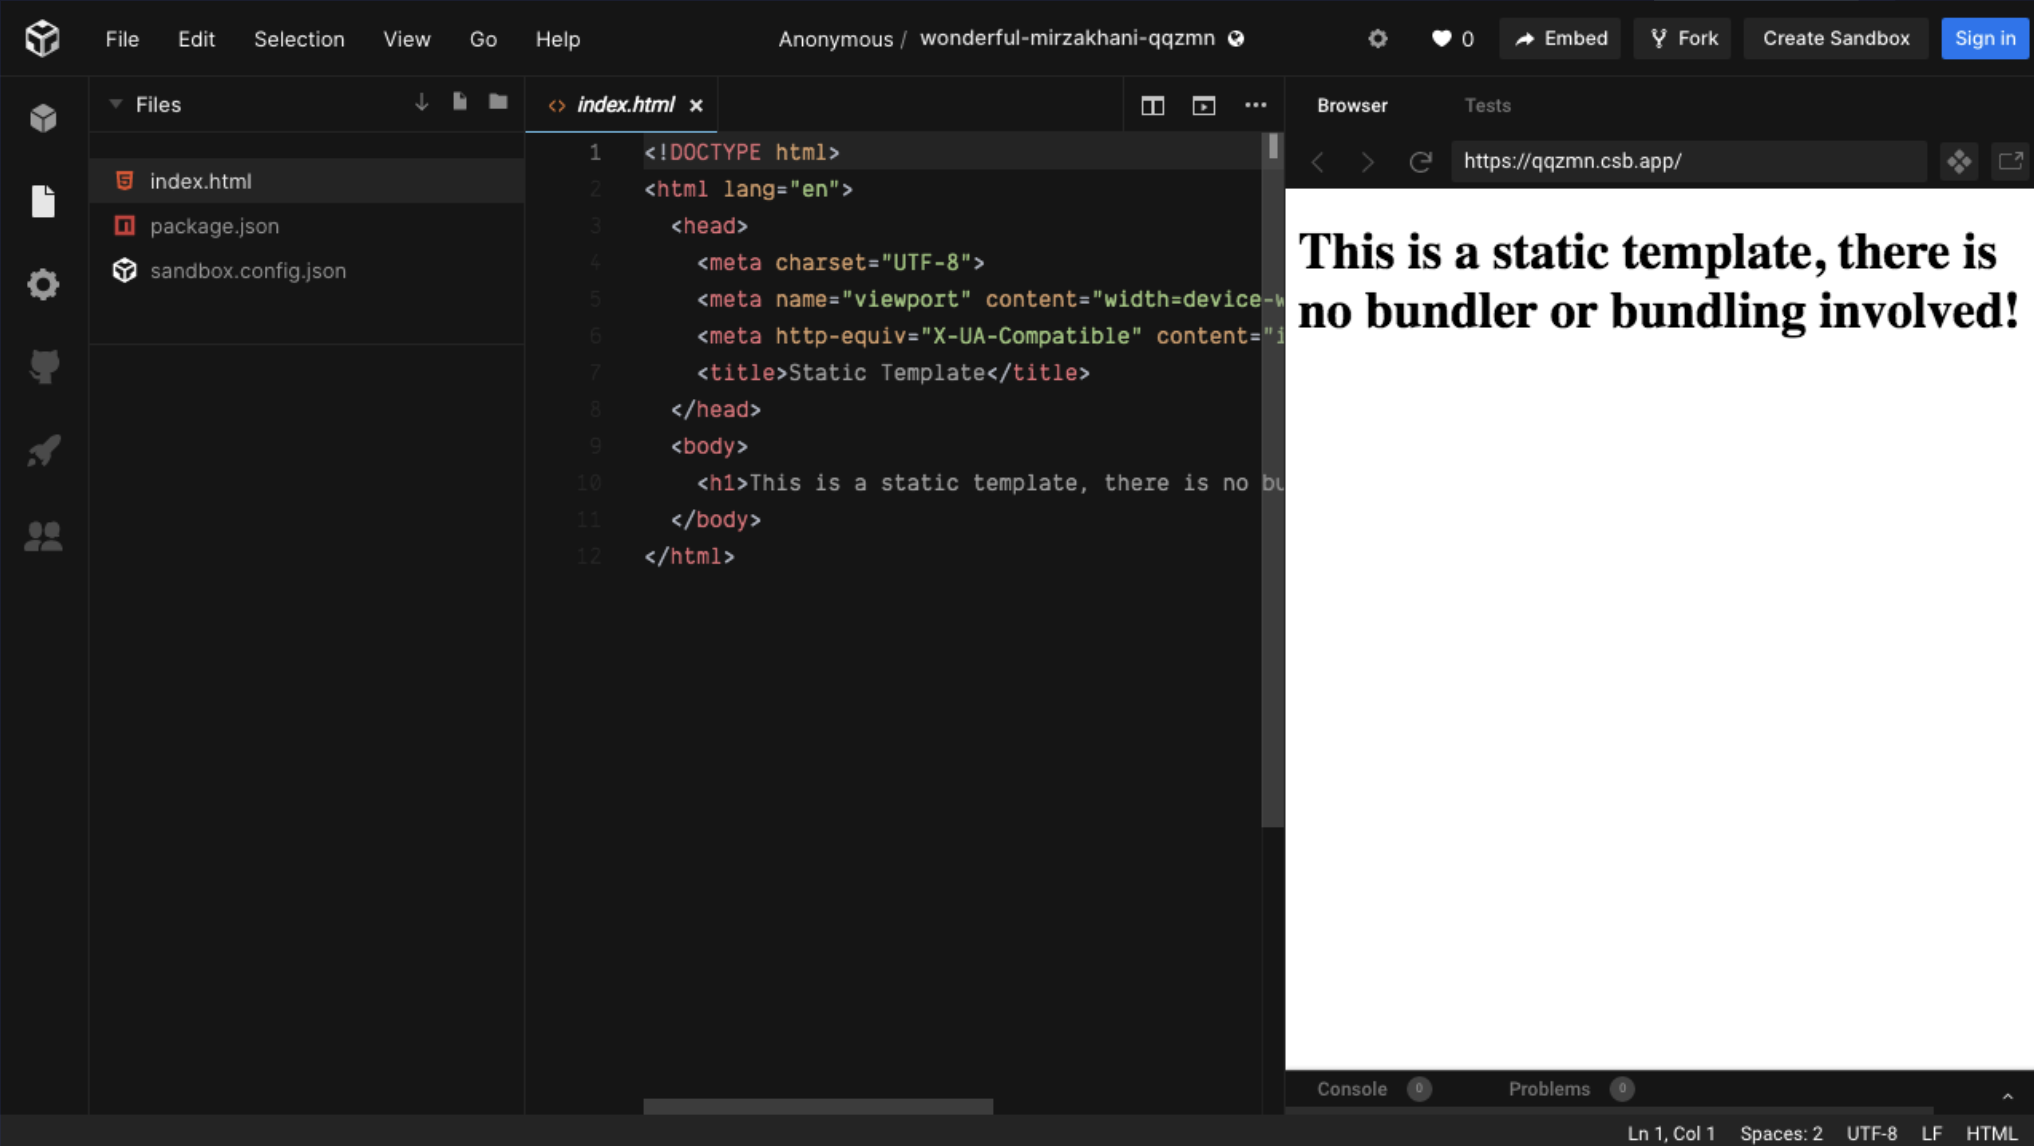 File Edit Selection View Go Help Anonymous / wonderful-mirzakhani-qqzmn 0 Embed Fork Create Sandbox Sign in
Files
index.html
package.json
sandbox.config.json
<> index.html
1 <!DOCTYPE html>
2 <html lang="en">
3 <head>
4 <meta charset="UTF-8">
5 <meta name="viewport" content="width=device-w
6 <meta http-equiv="X-UA-Compatible" content="i
7 <title>Static Template</title>
8 </head>
9 <body>
10 <h1>This is a static template, there is no bu
11 </body>
12 </html>
Browser Tests
https://qqzmn.csb.app/
This is a static template, there is
no bundler or bundling involved!
Console 0 Problems 0
Ln 1, Col 1 Spaces: 2 UTF-8 LF HTML